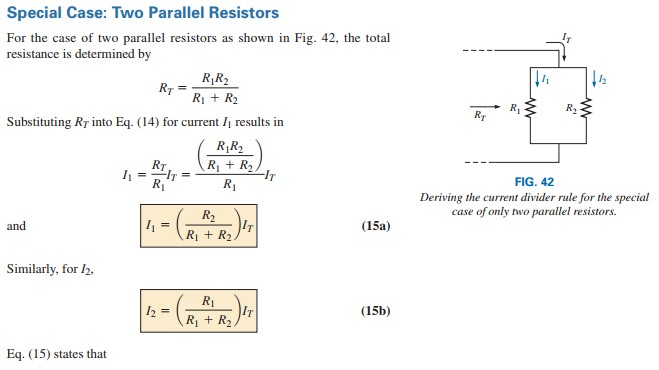 Special Case: Two Parallel Resistors
For the case of two parallel resistors as shown in Fig. 42, the total
resistance is determined by
R_T = R_1R_2 / (R_1 + R_2)
Substituting R_T into Eq. (14) for current I_1 results in
I_1 = (R_T / R_1) I_T = ((R_1R_2 / (R_1 + R_2)) / R_1) I_T
and
I_1 = (R_2 / (R_1 + R_2)) I_T (15a)
Similarly, for I_2,
I_2 = (R_1 / (R_1 + R_2)) I_T (15b)
Eq. (15) states that
I_T
I_1
I_2
R_T
R_1
R_2
FIG. 42
Deriving the current divider rule for the special
case of only two parallel resistors.